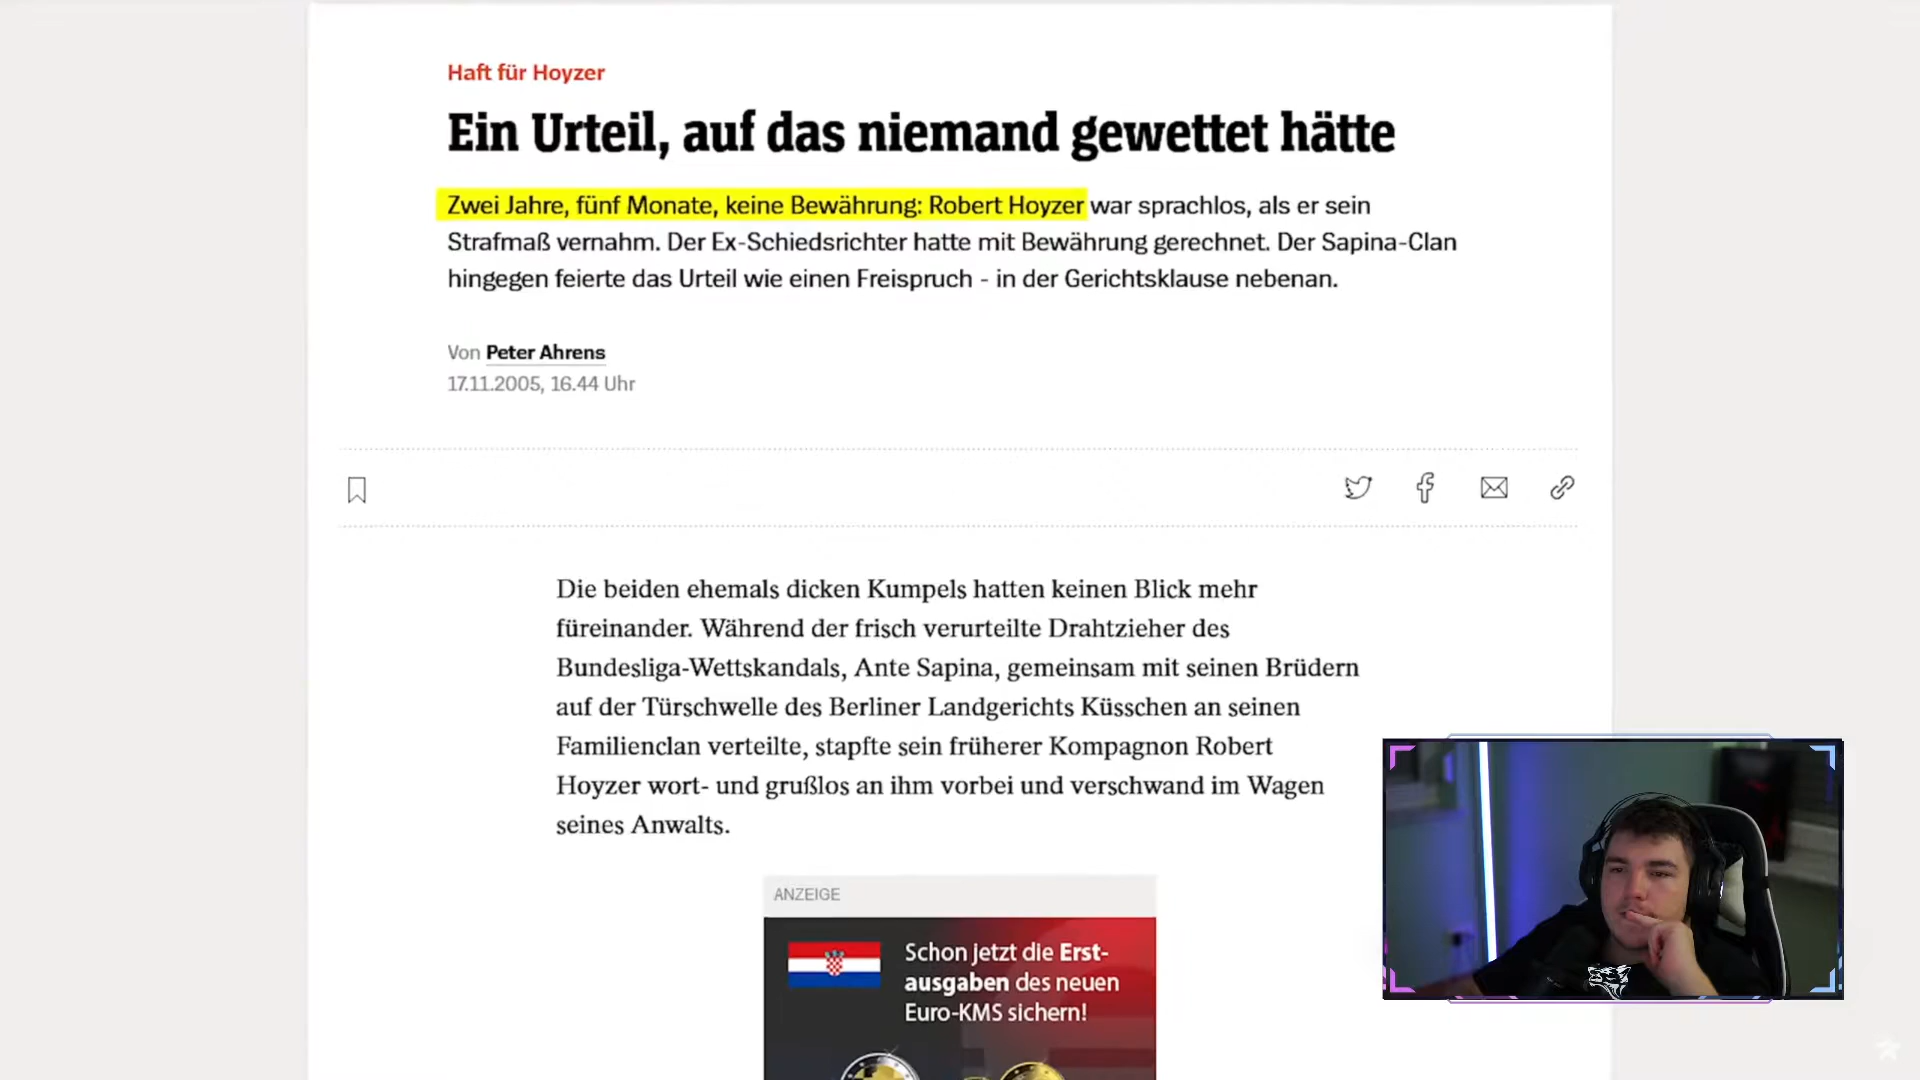 Haft für Hoyzer
Ein Urteil, auf das niemand gewettet hätte
Zwei Jahre, fünf Monate, keine Bewährung: Robert Hoyzer war sprachlos, als er sein
Strafmaß vernahm. Der Ex-Schiedsrichter hatte mit Bewährung gerechnet. Der Sapina-Clan
hingegen feierte das Urteil wie einen Freispruch - in der Gerichtsklause nebenan.
Von Peter Ahrens
17.11.2005, 16.44 Uhr
Die beiden ehemals dicken Kumpels hatten keinen Blick mehr
füreinander. Während der frisch verurteilte Drahtzieher des
Bundesliga-Wettskandals, Ante Sapina, gemeinsam mit seinen Brüdern
auf der Türschwelle des Berliner Landgerichts Küsschen an seinen
Familienclan verteilte, stapfte sein früherer Kompagnon Robert
Hoyzer wort- und grußlos an ihm vorbei und verschwand im Wagen
seines Anwalts.
ANZEIGE
Schon jetzt die Erst-
ausgaben des neuen
Euro-KMS sichern!